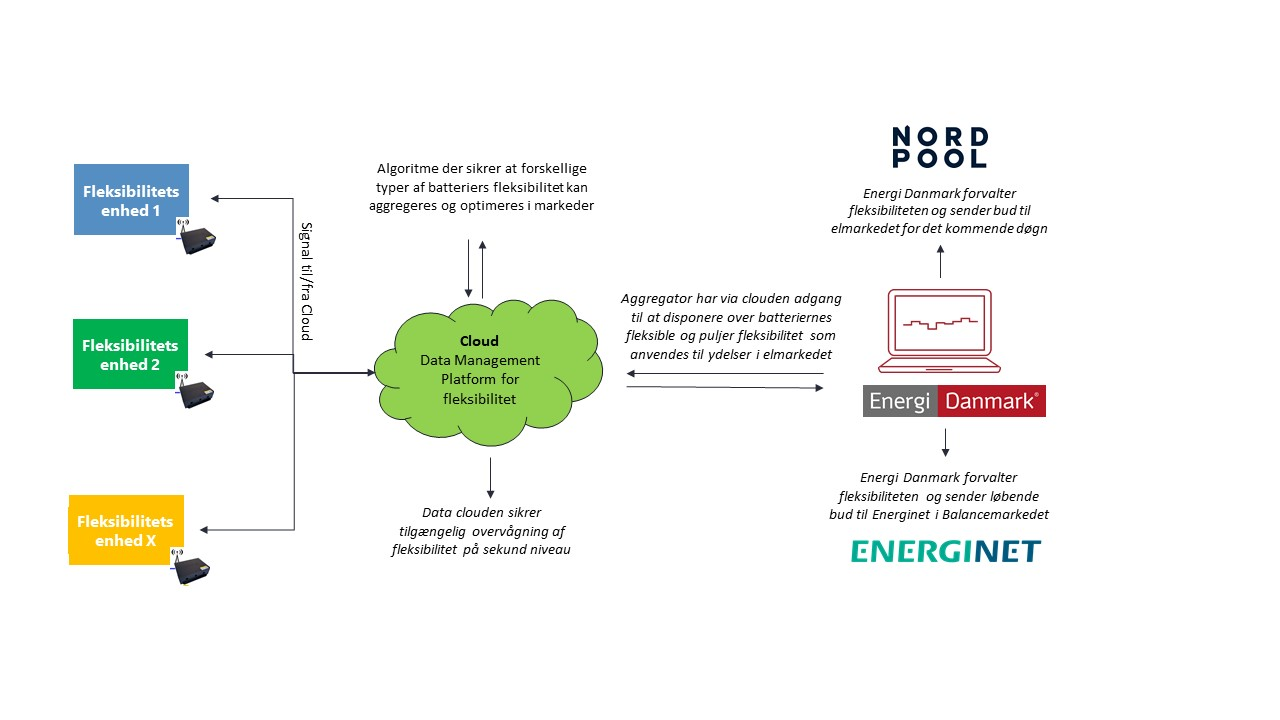 Fleksibilitets
enhed 1
Fleksibilitets
enhed 2
Fleksibilitets
enhed X
Signal til/fra Cloud
Algoritme der sikrer at forskellige
typer af batteriers fleksibilitet kan
aggregeres og optimeres i markeder
Cloud
Data Management
Platform for
fleksibilitet
Data clouden sikrer
tilgængelig overvågning af
fleksibilitet på sekund niveau
Aggregator har via clouden adgang
til at disponere over batteriernes
fleksible og puljer fleksibilitet som
anvendes til ydelser i elmarkedet
NORD
POOL
Energi Danmark forvalter
fleksibiliteten og sender bud til
elmarkedet for det kommende døgn
Energi Danmark®
Energi Danmark forvalter
fleksibiliteten og sender løbende
bud til Energinet i Balancemarkedet
ENERGINET